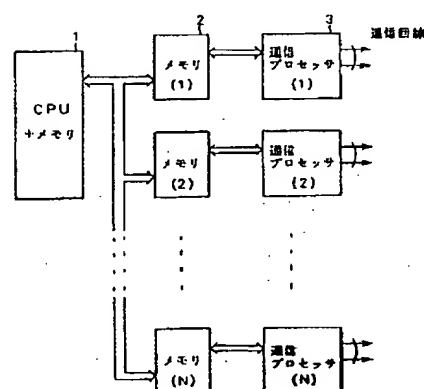 1
2
3
通信回線
CPU
+メモリ
メモリ
(1)
通信
プロセッサ
(1)
メモリ
(2)
通信
プロセッサ
(2)
メモリ
(N)
通信
プロセッサ
(N)